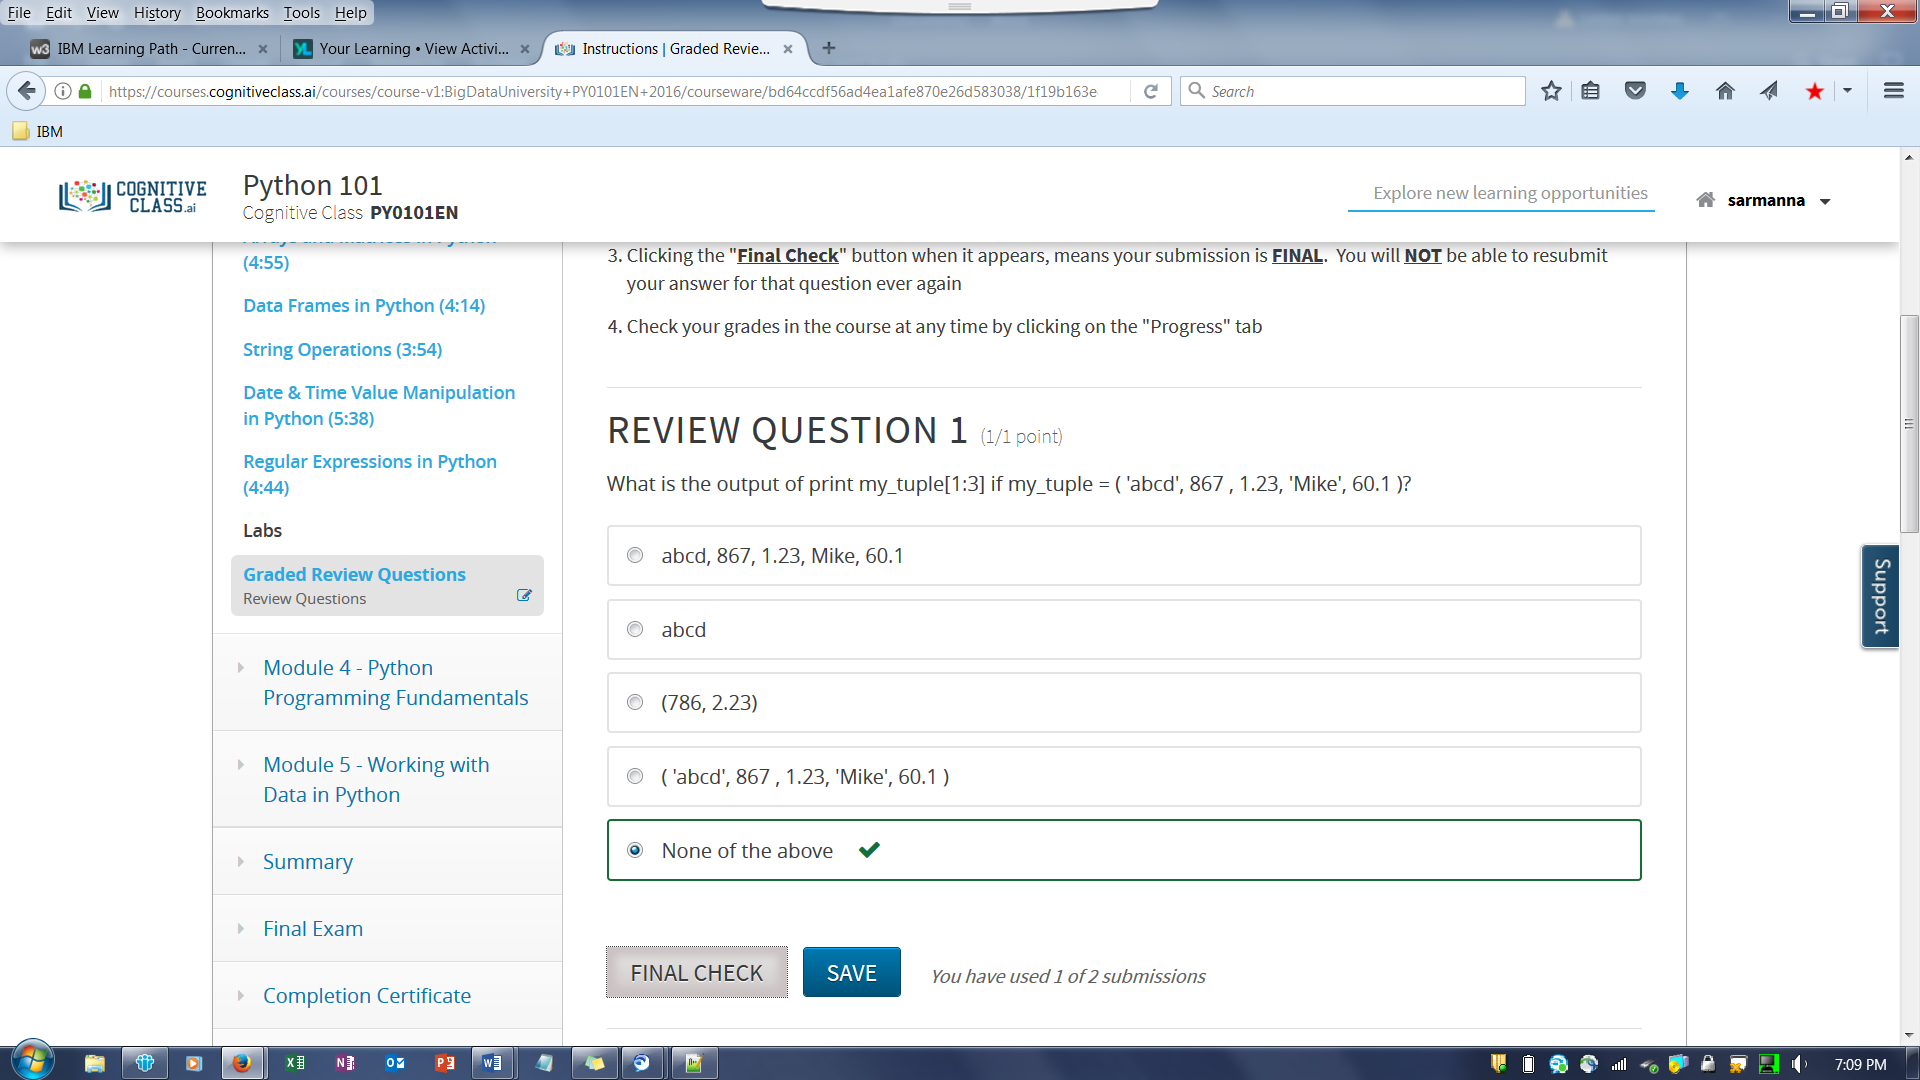 File Edit View History Bookmarks Tools Help
w3 IBM Learning Path - Curren... YL Your Learning • View Activi... Instructions | Graded Revie...
https://courses.cognitiveclass.ai/courses/course-v1:BigDataUniversity+PY0101EN+2016/courseware/bd64ccdf56ad4ea1afe870e26d583038/1f19b163e Search
IBM
COGNITIVE CLASS.ai
Python 101
Cognitive Class PY0101EN
Explore new learning opportunities
sarmanna
Arrays and Matrices in Python
(4:55)
Data Frames in Python (4:14)
String Operations (3:54)
Date & Time Value Manipulation
in Python (5:38)
Regular Expressions in Python
(4:44)
Labs
Graded Review Questions
Review Questions
Module 4 - Python
Programming Fundamentals
Module 5 - Working with
Data in Python
Summary
Final Exam
Completion Certificate
3. Clicking the "Final Check" button when it appears, means your submission is FINAL. You will NOT be able to resubmit
your answer for that question ever again
4. Check your grades in the course at any time by clicking on the "Progress" tab
REVIEW QUESTION 1 (1/1 point)
What is the output of print my_tuple[1:3] if my_tuple = ( 'abcd', 867 , 1.23, 'Mike', 60.1 )?
abcd, 867, 1.23, Mike, 60.1
abcd
(786, 2.23)
( 'abcd', 867 , 1.23, 'Mike', 60.1 )
None of the above
FINAL CHECK SAVE You have used 1 of 2 submissions
Support
7:09 PM